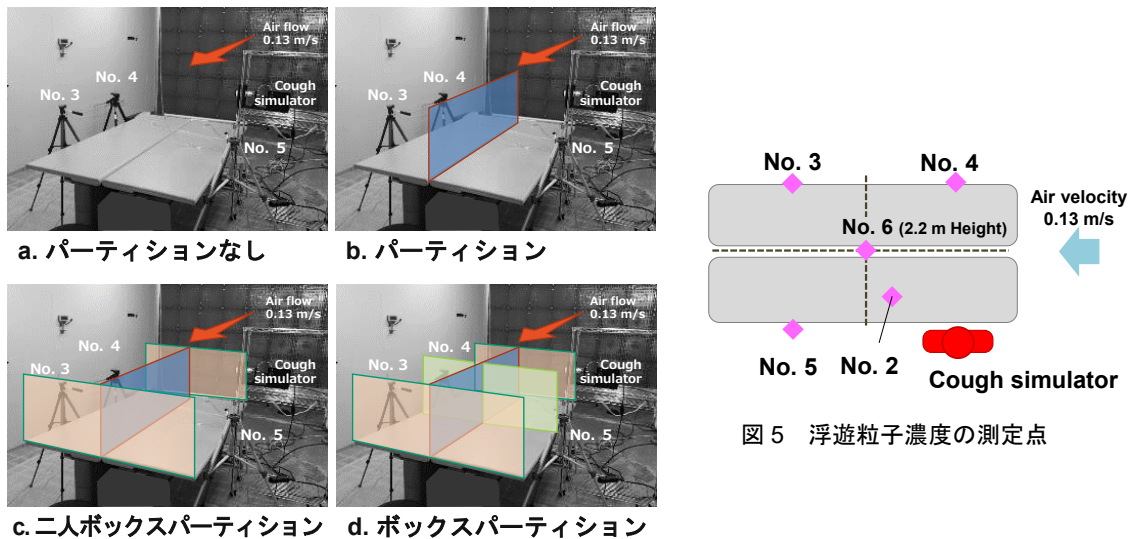 Air flow
0.13 m/s
No. 4
No. 3
Cough
simulator
No. 5
a. パーティションなし
Air flow
0.13 m/s
No. 4
No. 3
Cough
simulator
No. 5
b. パーティション
Air flow
0.13 m/s
No. 4
No. 3
Cough
simulator
No. 5
c. 二人ボックスパーティション
Air flow
0.13 m/s
No. 4
No. 3
Cough
simulator
No. 5
d. ボックスパーティション
No. 3
No. 4
Air velocity
0.13 m/s
No. 6 (2.2 m Height)
No. 5
No. 2
Cough simulator
図 5 浮遊粒子濃度の測定点